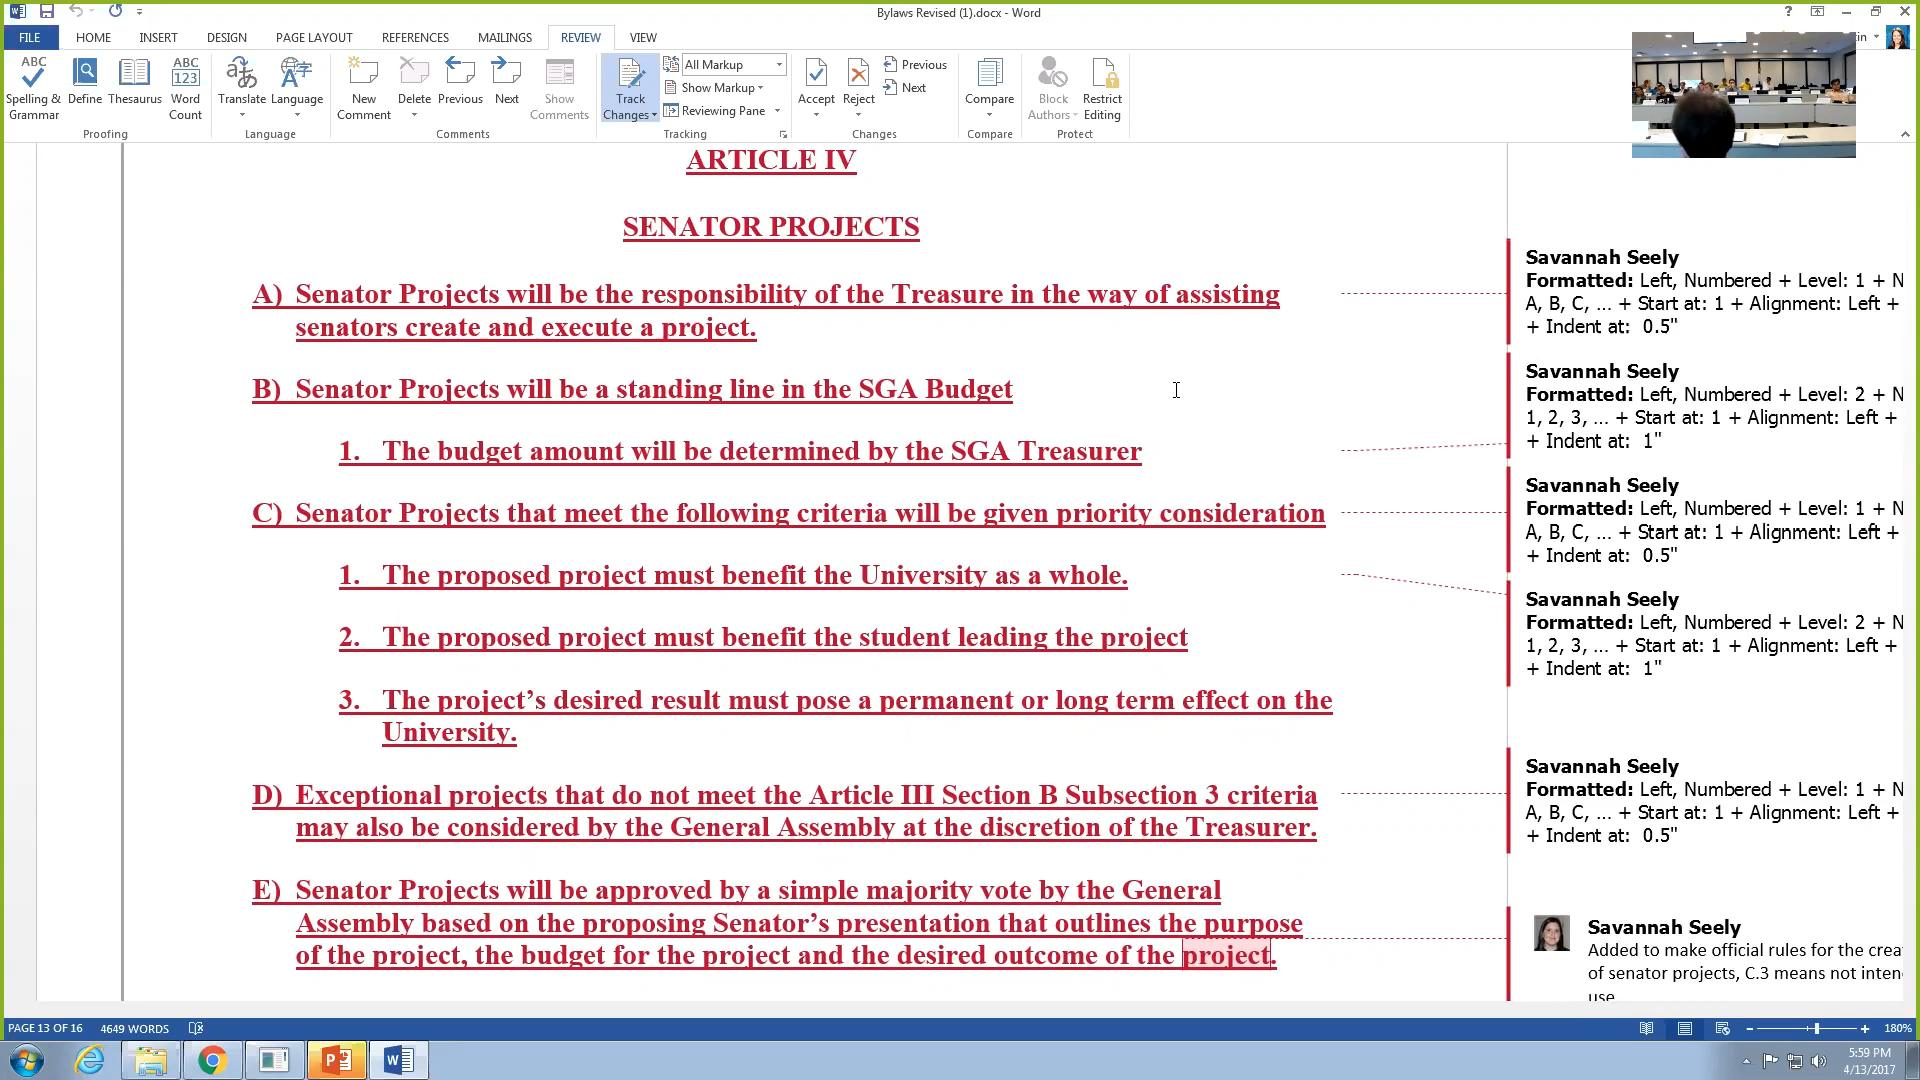 Bylaws Revised (1).docx - Word
FILE HOME INSERT DESIGN PAGE LAYOUT REFERENCES MAILINGS REVIEW VIEW
ABC Spelling & Grammar
Define
Thesaurus
ABC 123 Word Count
Proofing
Translate
Language
Language
New Comment
Delete
Previous
Next
Show Comments
Comments
Track Changes
All Markup
Show Markup
Reviewing Pane
Tracking
Accept
Reject
Previous
Next
Changes
Compare
Compare
Block Authors
Restrict Editing
Protect
ARTICLE IV
SENATOR PROJECTS
A) Senator Projects will be the responsibility of the Treasure in the way of assisting
senators create and execute a project.
B) Senator Projects will be a standing line in the SGA Budget
1. The budget amount will be determined by the SGA Treasurer
C) Senator Projects that meet the following criteria will be given priority consideration
1. The proposed project must benefit the University as a whole.
2. The proposed project must benefit the student leading the project
3. The project’s desired result must pose a permanent or long term effect on the
University.
D) Exceptional projects that do not meet the Article III Section B Subsection 3 criteria
may also be considered by the General Assembly at the discretion of the Treasurer.
E) Senator Projects will be approved by a simple majority vote by the General
Assembly based on the proposing Senator’s presentation that outlines the purpose
of the project, the budget for the project and the desired outcome of the project.
Savannah Seely
Formatted: Left, Numbered + Level: 1 + N
A, B, C, ... + Start at: 1 + Alignment: Left +
+ Indent at: 0.5"
Savannah Seely
Formatted: Left, Numbered + Level: 2 + N
1, 2, 3, ... + Start at: 1 + Alignment: Left +
+ Indent at: 1"
Savannah Seely
Formatted: Left, Numbered + Level: 1 + N
A, B, C, ... + Start at: 1 + Alignment: Left +
+ Indent at: 0.5"
Savannah Seely
Formatted: Left, Numbered + Level: 2 + N
1, 2, 3, ... + Start at: 1 + Alignment: Left +
+ Indent at: 1"
Savannah Seely
Formatted: Left, Numbered + Level: 1 + N
A, B, C, ... + Start at: 1 + Alignment: Left +
+ Indent at: 0.5"
Savannah Seely
Added to make official rules for the crea
of senator projects, C.3 means not inten
use
PAGE 13 OF 16 4649 WORDS 180%
5:59 PM
4/13/2017